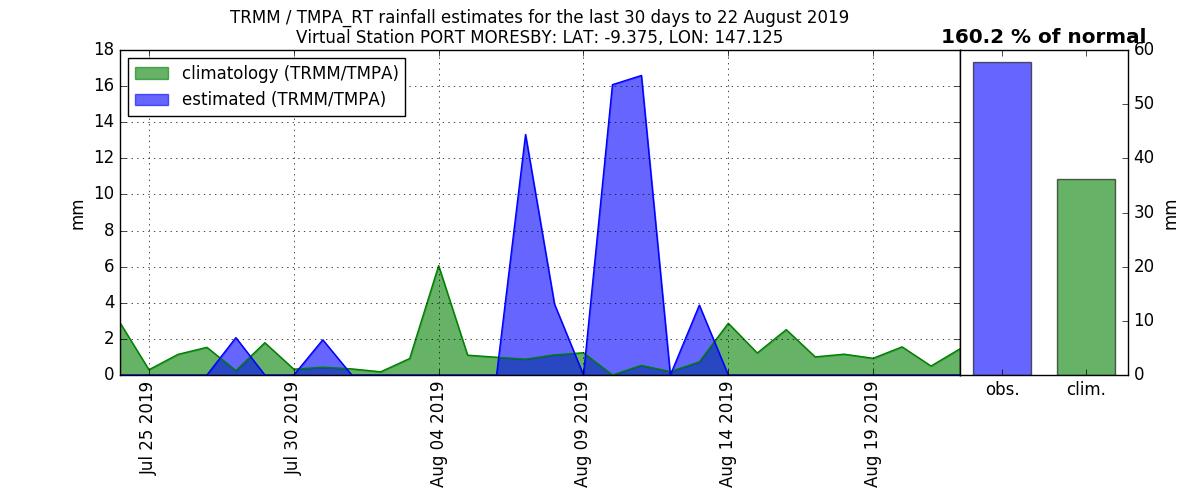 TRMM / TMPA_RT rainfall estimates for the last 30 days to 22 August 2019
Virtual Station PORT MORESBY: LAT: -9.375, LON: 147.125
160.2 % of normal
climatology (TRMM/TMPA)
estimated (TRMM/TMPA)
18
16
14
12
10
8
6
4
2
0
mm
Jul 25 2019
Jul 30 2019
Aug 04 2019
Aug 09 2019
Aug 14 2019
Aug 19 2019
60
50
40
30
20
10
0
mm
obs.
clim.